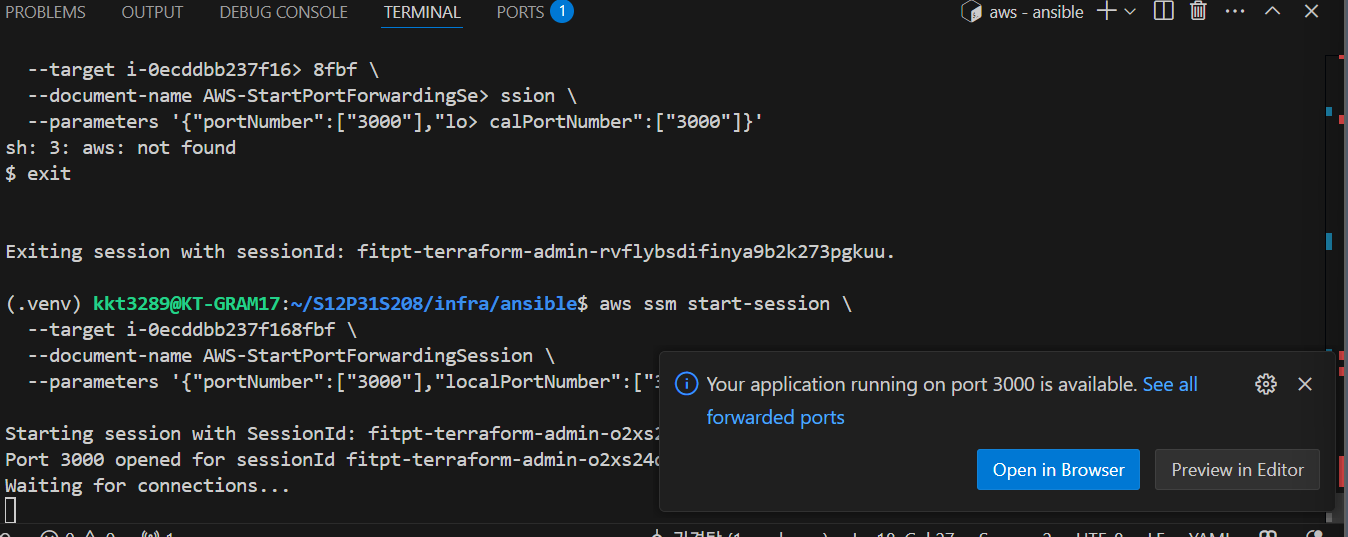 PROBLEMS OUTPUT DEBUG CONSOLE TERMINAL PORTS 1 aws - ansible
--target i-0ecddbb237f16> 8fbf \
--document-name AWS-StartPortForwardingSe> ssion \
--parameters '{"portNumber":["3000"],"lo> calPortNumber":["3000"]}'
sh: 3: aws: not found
$ exit
Exiting session with sessionId: fitpt-terraform-admin-rvflybsdifinya9b2k273pgkuu.
(.venv) kkt3289@KT-GRAM17:~/S12P31S208/infra/ansible$ aws ssm start-session \
--target i-0ecddbb237f168fbf \
--document-name AWS-StartPortForwardingSession \
--parameters '{"portNumber":["3000"],"localPortNumber":["3
Starting session with SessionId: fitpt-terraform-admin-o2xs2
Port 3000 opened for sessionId fitpt-terraform-admin-o2xs24
Waiting for connections...
Your application running on port 3000 is available. See all
forwarded ports
Open in Browser Preview in Editor